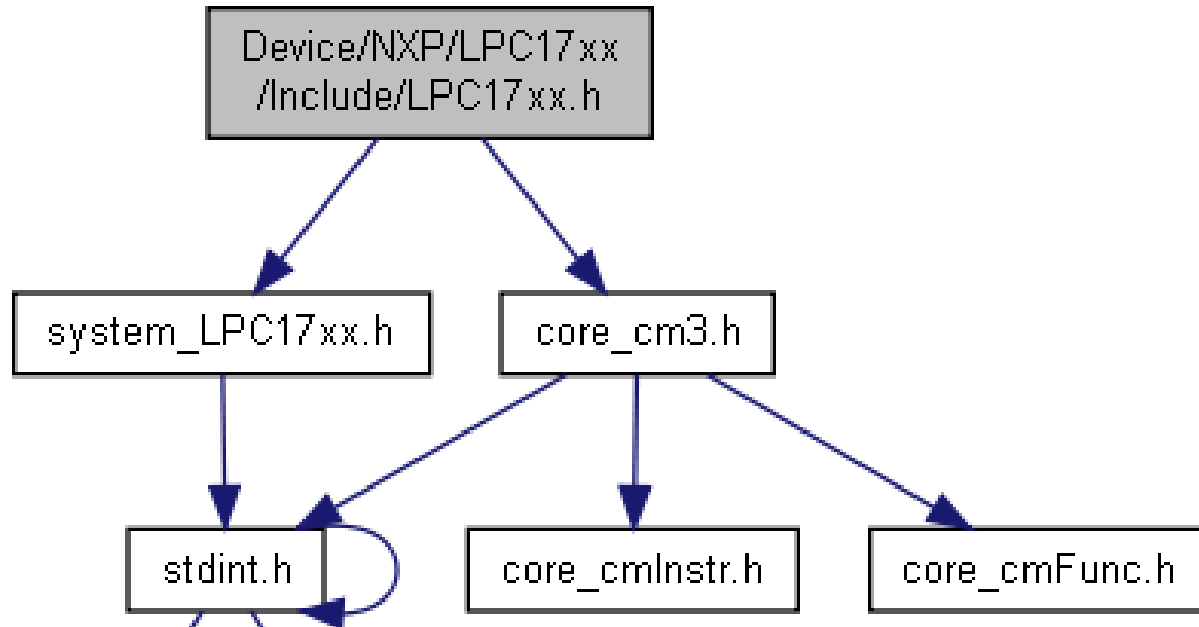 Device/NXP/LPC17xx
/Include/LPC17xx.h
system_LPC17xx.h
core_cm3.h
stdint.h
core_cmInstr.h
core_cmFunc.h